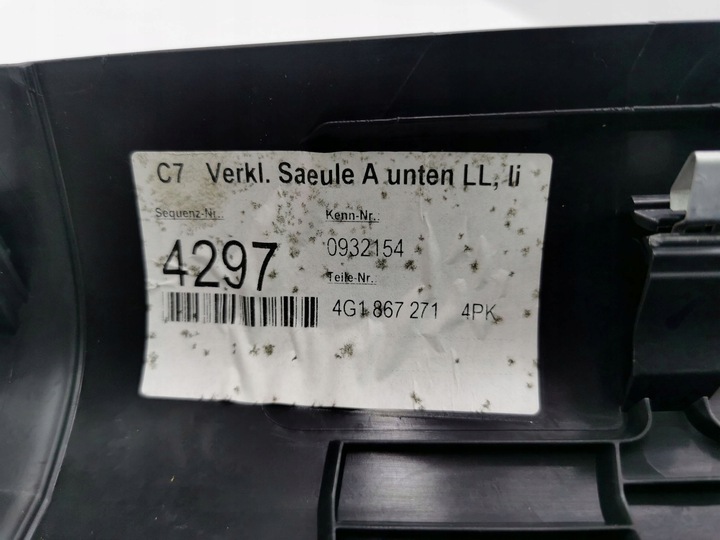 C7 Verkl. Saeule A unten LL, li
Sequenz-Nr.:
Kenn-Nr.:
4297
0932154
Teile-Nr.:
4G1 867 271 4PK